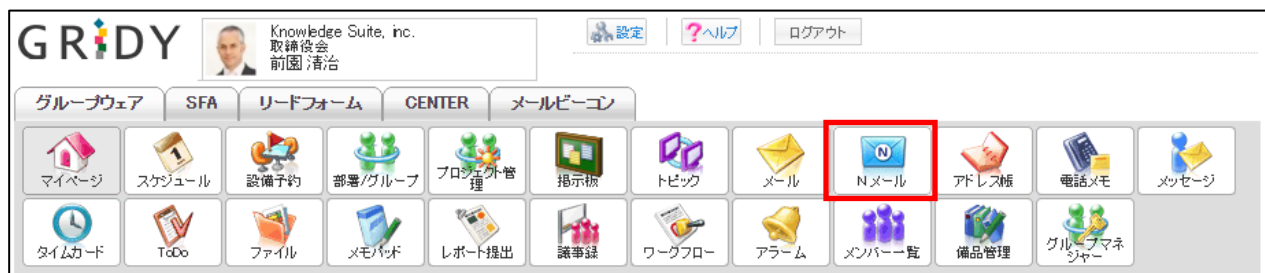 GRiDY
Knowledge Suite, inc.
取締役会
前園 清治
設定
?ヘルプ
ログアウト
グループウェア SFA リードフォーム CENTER メールビーコン
マイページ
1
スケジュール
設備予約
部署/グループ
プロジェクト管
理
掲示板
トピック
メール
N
Nメール
アドレス帳
電話メモ
メッセージ
タイムカード
ToDo
ファイル
メモパッド
レポート提出
議事録
ワークフロー
アラーム
メンバー一覧
備品管理
グループマネ
ジャー